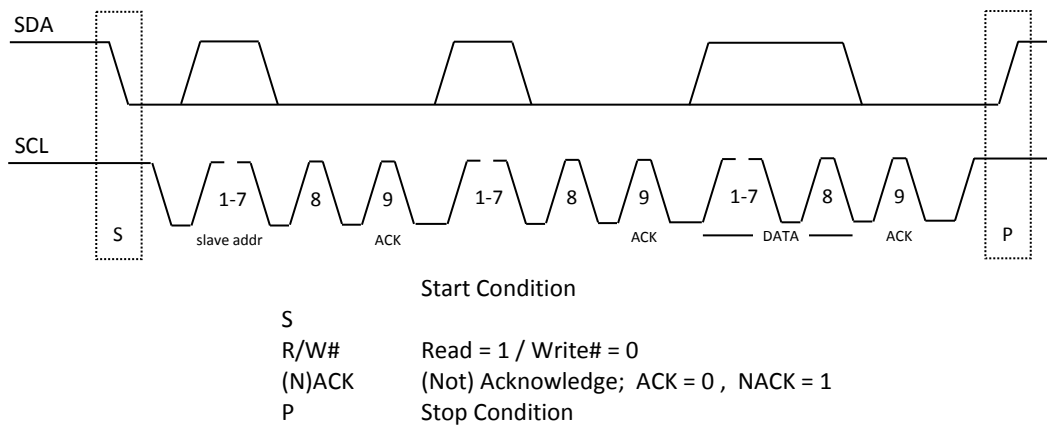 SDA
SCL
1-7 8 9 1-7 8 9 1-7 8 9
S slave addr ACK ACK DATA ACK P
Start Condition
S
R/W# Read = 1 / Write# = 0
(N)ACK (Not) Acknowledge; ACK = 0 , NACK = 1
P Stop Condition